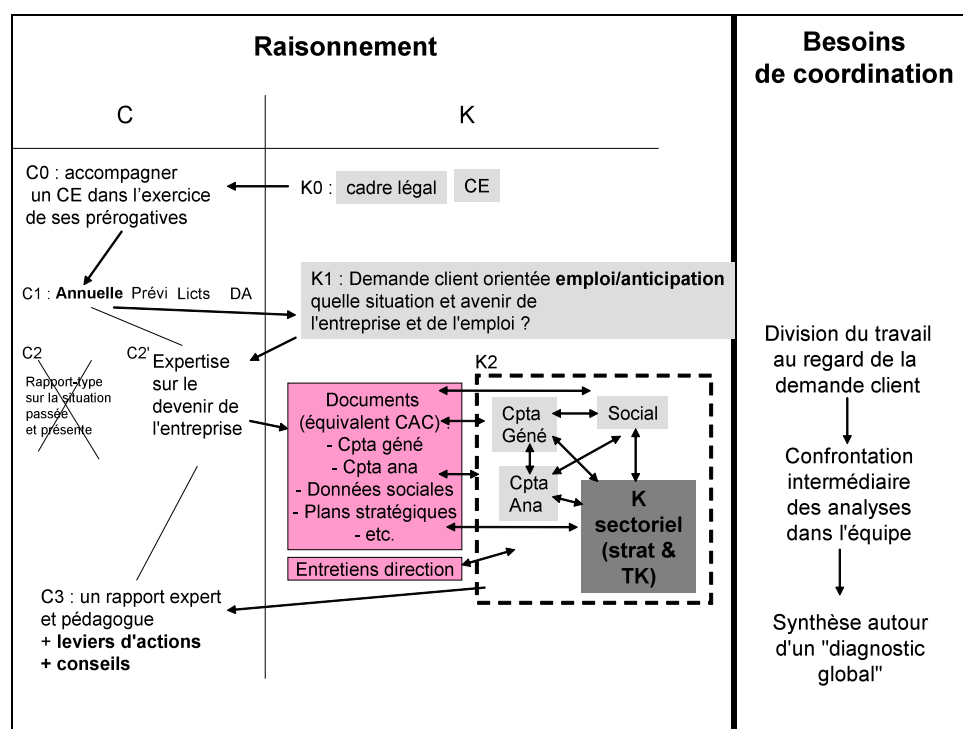 Raisonnement
Besoins
de coordination
C
K
C0 : accompagner
un CE dans l'exercice
de ses prérogatives
K0 : cadre légal CE
C1 : Annuelle Prévi Licts DA
K1 : Demande client orientée emploi/anticipation
quelle situation et avenir de
l'entreprise et de l'emploi ?
C2
Rapport-type
sur la situation
passée
et présente
C2' Expertise
sur le
devenir de
l'entreprise
K2
Documents
(équivalent CAC) :
- Cpta géné
- Cpta ana
- Données sociales
- Plans stratégiques
- etc.
Entretiens direction
Cpta
Géné
Social
Cpta
Ana
K
sectoriel
(strat &
TK)
C3 : un rapport expert
et pédagogue
+ leviers d'actions
+ conseils
Division du travail
au regard de la
demande client
Confrontation
intermédiaire
des analyses
dans l'équipe
Synthèse autour
d'un "diagnostic
global"